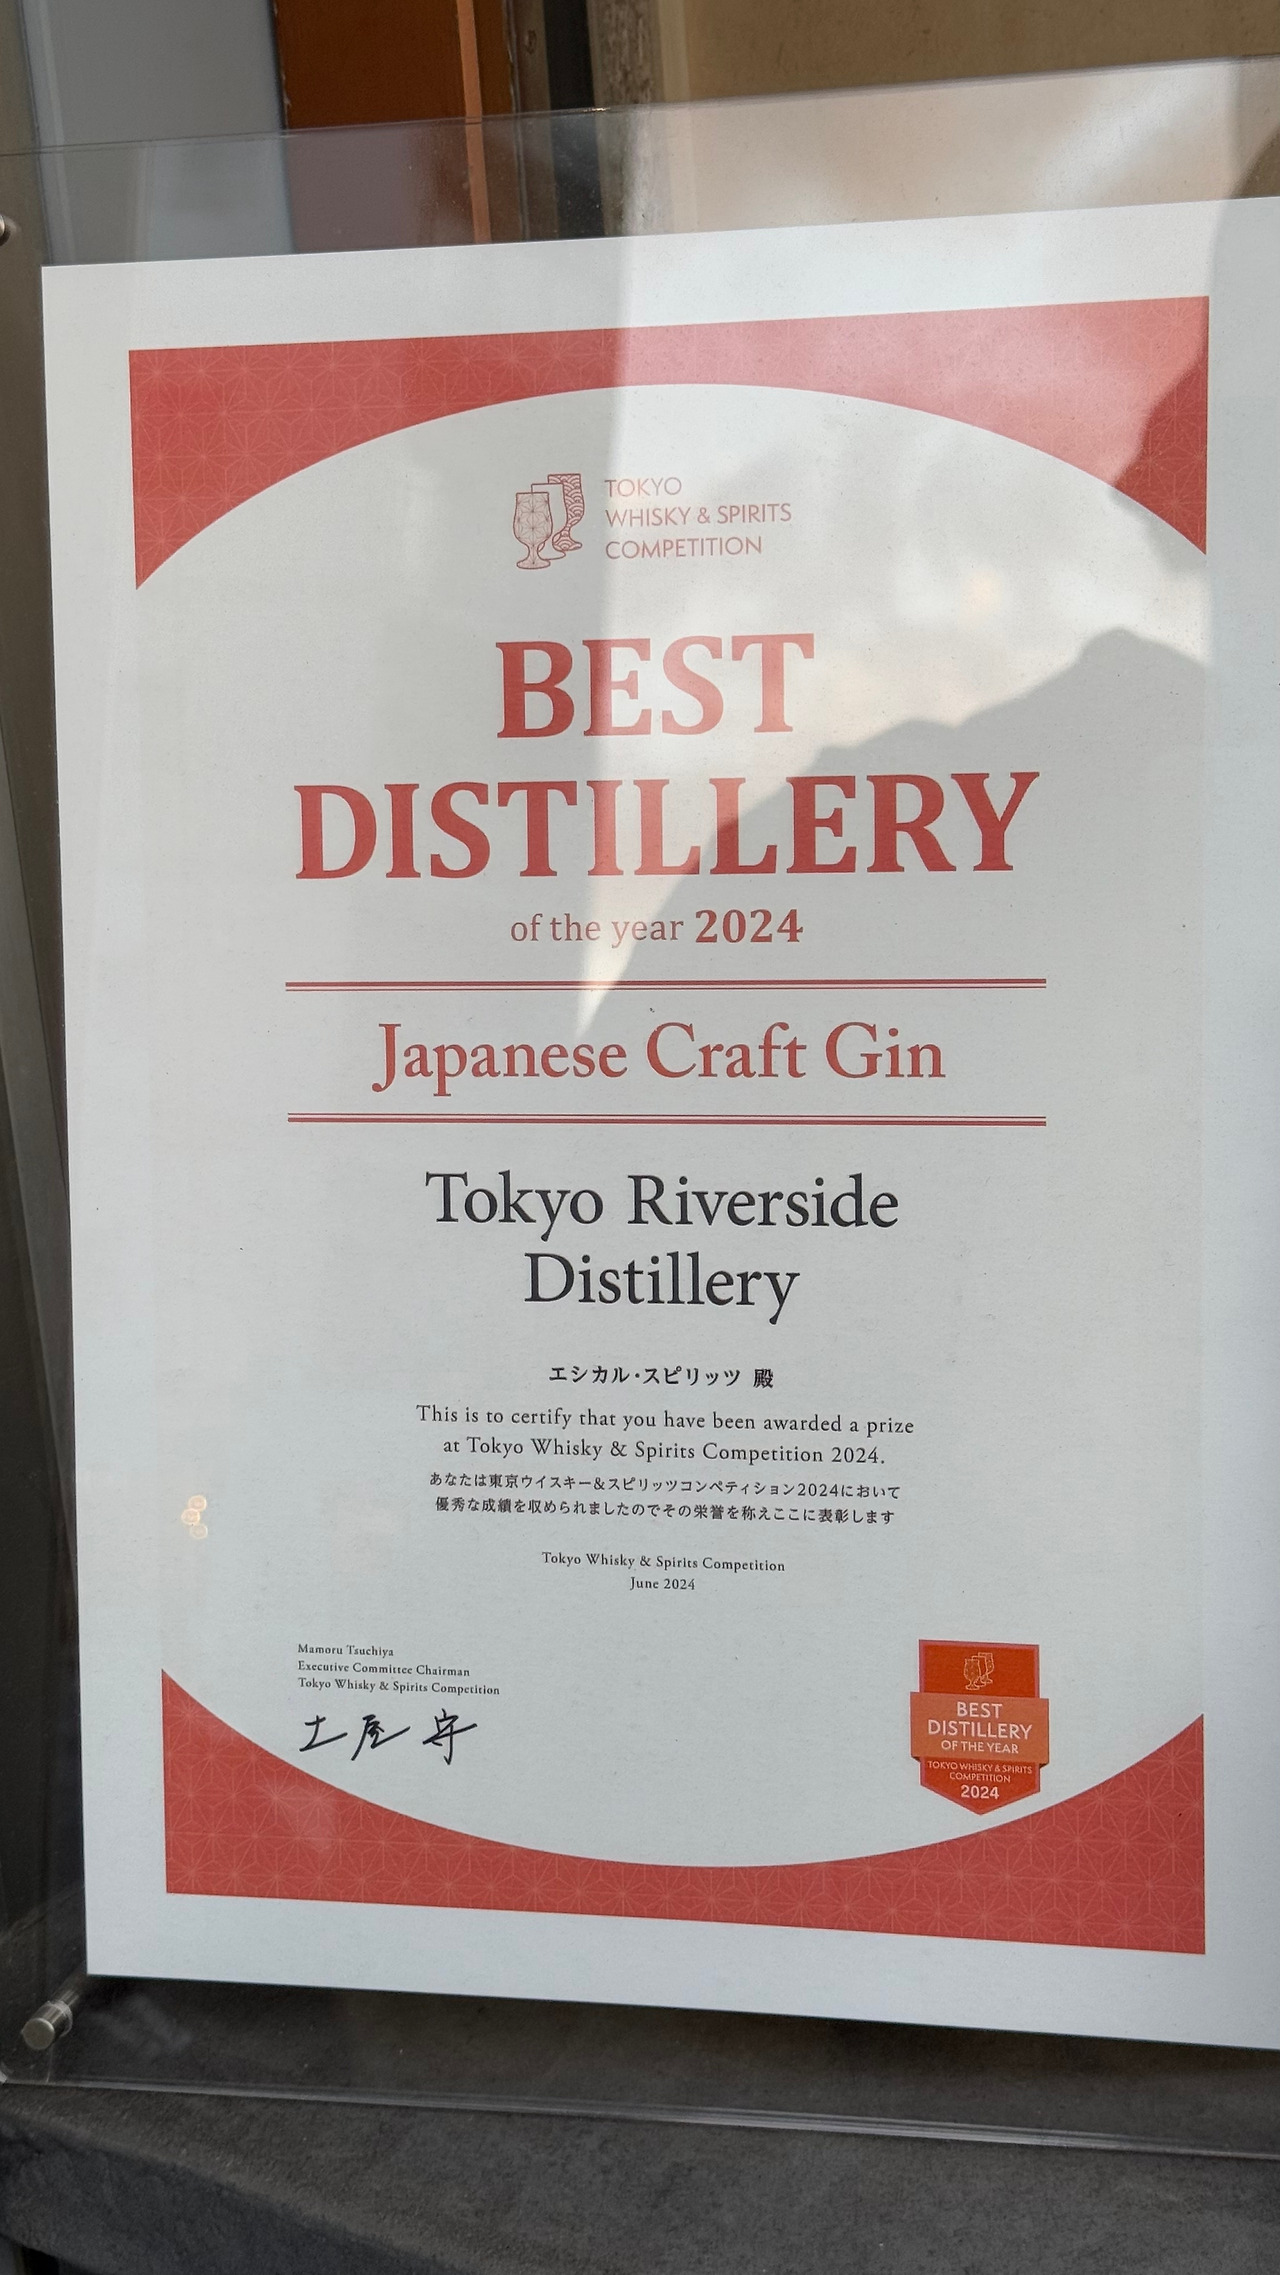 TOKYO
WHISKY & SPIRITS
COMPETITION
BEST
DISTILLERY
of the year 2024
Japanese Craft Gin
Tokyo Riverside
Distillery
エシカル・スピリッツ 殿
This is to certify that you have been awarded a prize
at Tokyo Whisky & Spirits Competition 2024.
あなたは東京ウイスキー&スピリッツコンペティション2024において
優秀な成績を収められましたのでその栄誉を称えここに表彰します
Tokyo Whisky & Spirits Competition
June 2024
Mamoru Tsuchiya
Executive Committee Chairman
Tokyo Whisky & Spirits Competition
土屋 守
BEST
DISTILLERY
OF THE YEAR
TOKYO WHISKY & SPIRITS
COMPETITION
2024